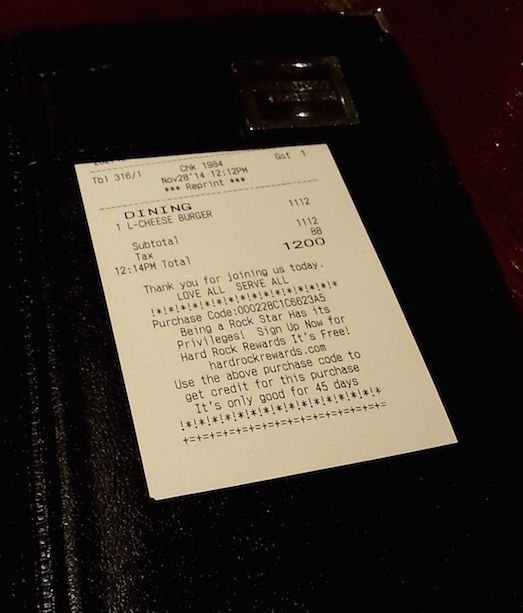 Chk 1984
Tbl 316/1 Nov28'14 12:12PM Gst 1
*** Reprint ***
DINING
1 L-CHEESE BURGER 1112
Subtotal 1112
Tax 88
12:14PM Total 1200
Thank you for joining us today.
LOVE ALL SERVE ALL
!*!*!*!*!*!*!*!*!*!*!*!*!*!*!*!*
Purchase Code:000228C1C6623A5
Being a Rock Star Has its
Privileges! Sign Up Now for
Hard Rock Rewards It's Free!
hardrockrewards.com
Use the above purchase code to
get credit for this purchase
It's only good for 45 days
!*!*!*!*!*!*!*!*!*!*!*!*!*!*!*!*
+=+=+=+=+=+=+=+=+=+=+=+=+=+=+=